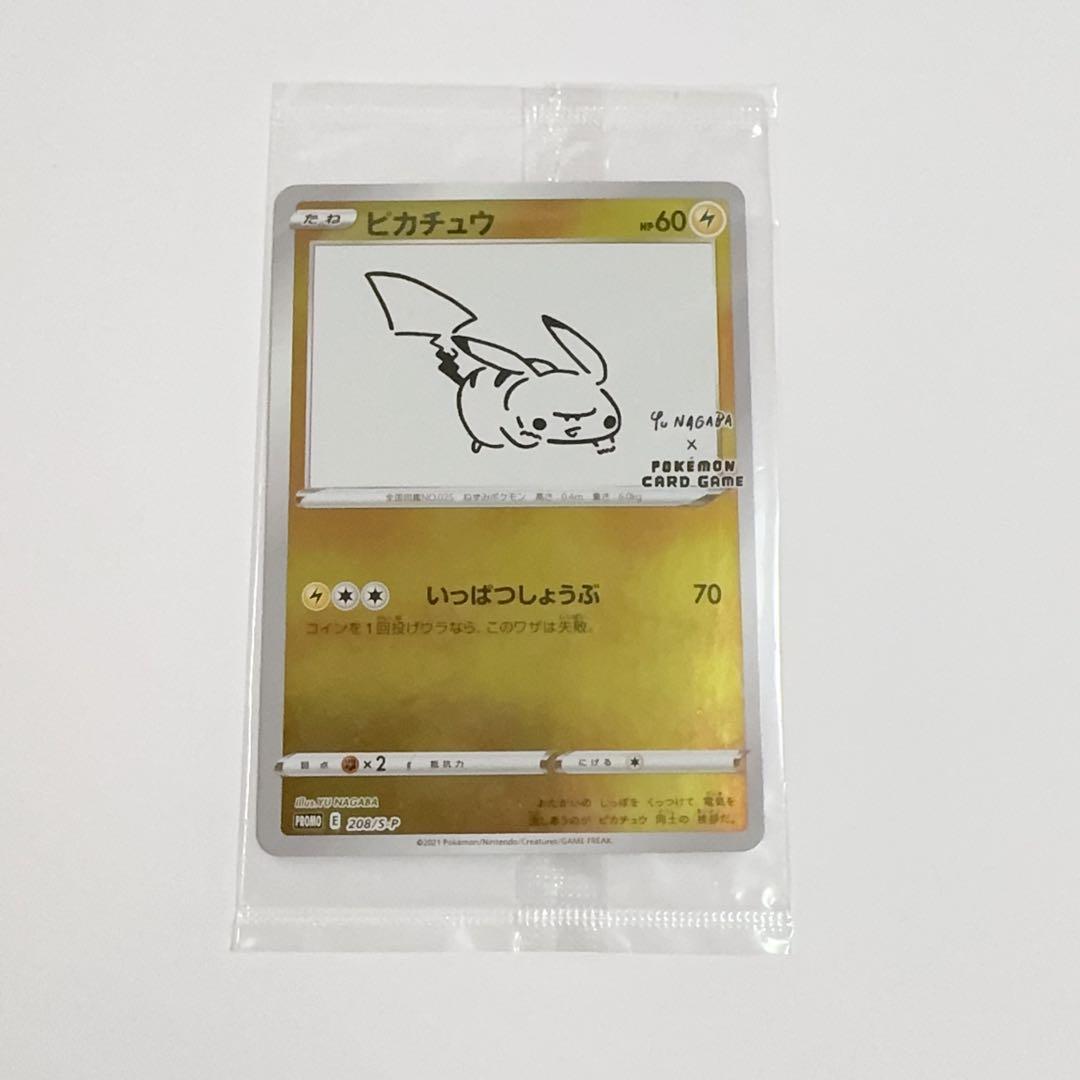 たね ピカチュウ HP60
YU NAGABA
×
POKÉMON
CARD GAME
全国図鑑NO.025 ねずみポケモン 高さ 0.4m 重さ 6.0kg
いっぱつしょうぶ 70
コインを1回投げウラなら、このワザは失敗。
弱点 ×2 抵抗力 にげる
illus. YU NAGABA
PROMO E 208/S-P
おたがいの しっぽを くっつけて 電気を
流しあうのが ピカチュウ 同士の 挨拶だ。
©2021 Pokémon/Nintendo/Creatures/GAME FREAK.